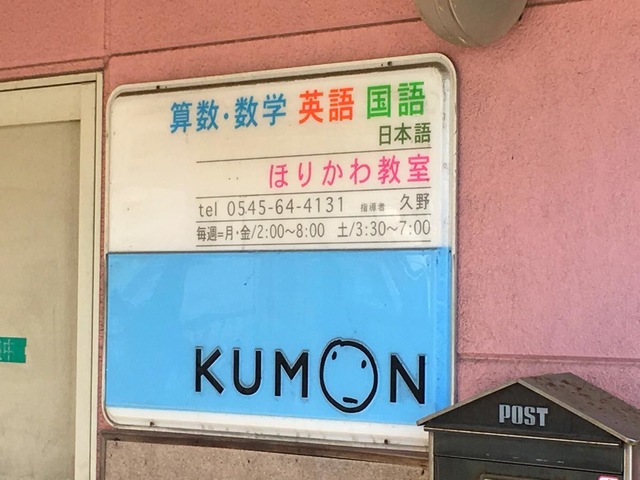 算数・数学 英語 国語
日本語
ほりかわ教室
tel 0545-64-4131 指導者 久野
毎週=月・金/2:00〜8:00 土/3:30〜7:00
KUMON
POST